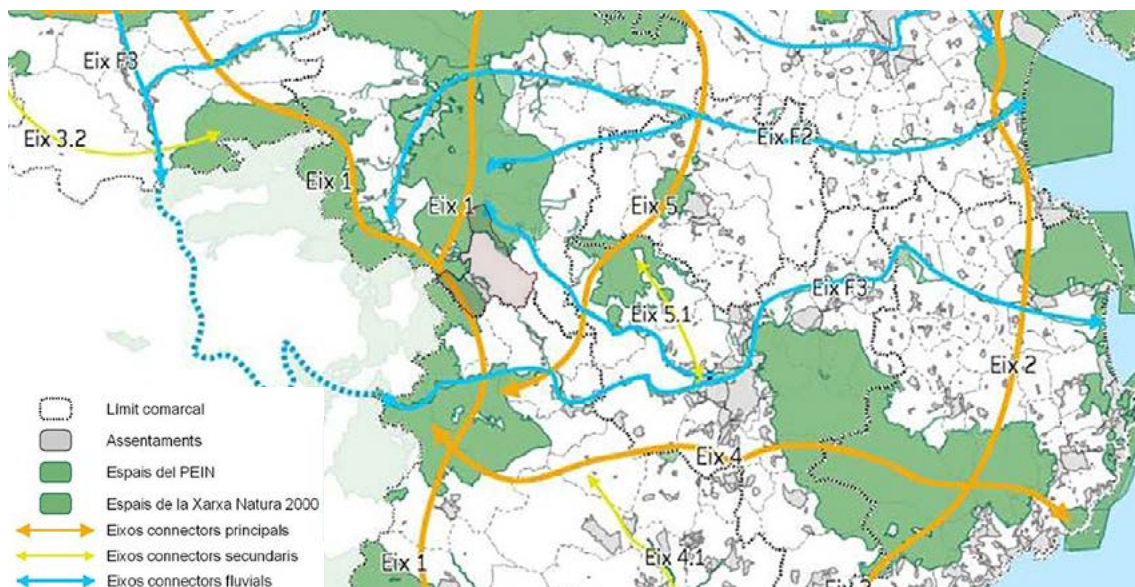 Eix F3
Eix 3.2
Eix 1
Eix 1
Eix 5
Eix F2
Eix 5.1
Eix F3
Eix 2
Eix 4
Eix 4.1
Eix 1
Límit comarcal
Assentaments
Espais del PEIN
Espais de la Xarxa Natura 2000
Eixos connectors principals
Eixos connectors secundaris
Eixos connectors fluvials